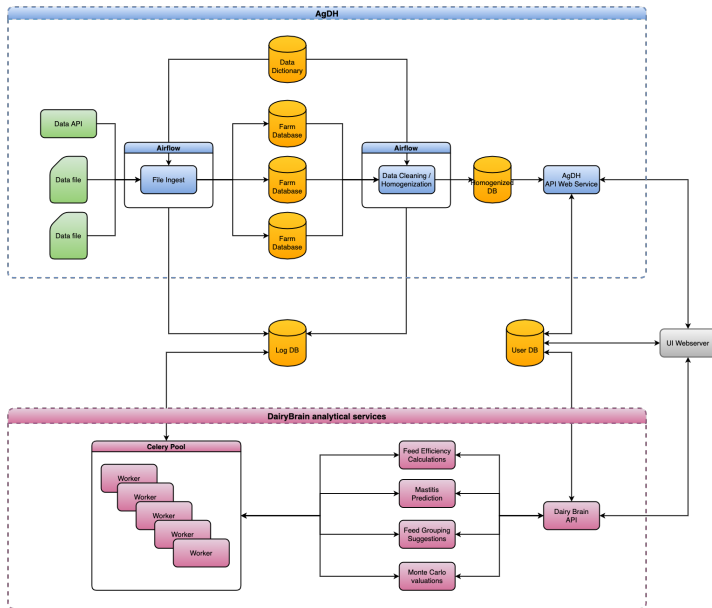 AgDH
Data
Dictionary
Data API
Data file
Data file
Airflow
File Ingest
Farm
Database
Farm
Database
Farm
Database
Airflow
Data Cleaning /
Homogenization
Homogenized
DB
AgDH
API Web Service
Log DB
User DB
UI Webserver
DairyBrain analytical services
Celery Pool
Worker
Worker
Worker
Worker
Worker
Feed Efficiency
Calculations
Mastitis
Prediction
Feed Grouping
Suggestions
Monte Carlo
valuations
Dairy Brain
API